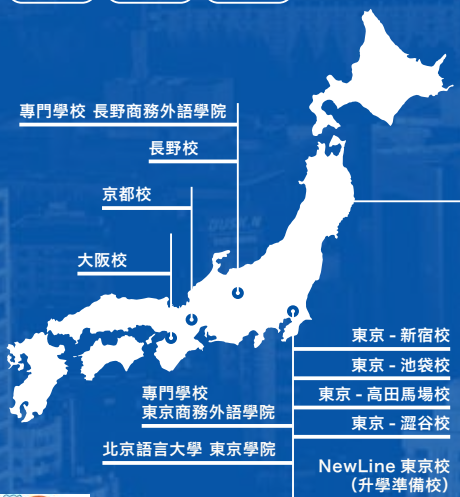 專門學校 長野商務外語學院
長野校
京都校
大阪校
東京 - 新宿校
東京 - 池袋校
東京 - 高田馬場校
東京 - 澀谷校
專門學校
東京商務外語學院
北京語言大學 東京學院
NewLine 東京校
(升學準備校)